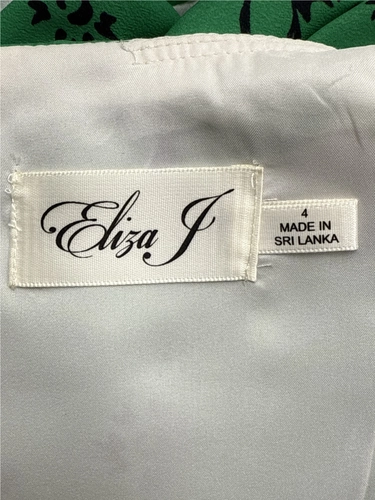 Eliza J
4
MADE IN
SRI LANKA